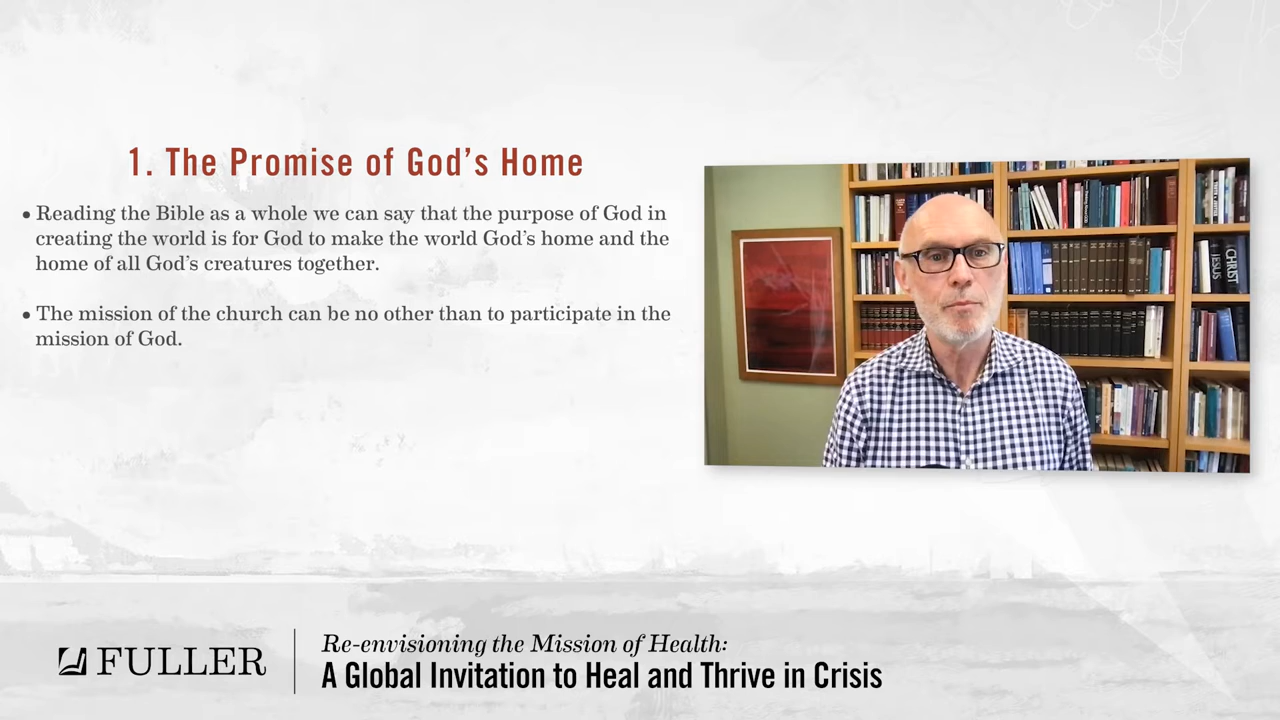 1. The Promise of God's Home
• Reading the Bible as a whole we can say that the purpose of God in
creating the world is for God to make the world God's home and the
home of all God's creatures together.
• The mission of the church can be no other than to participate in the
mission of God.
CHRIST
JESUS
FULLER
Re-envisioning the Mission of Health:
A Global Invitation to Heal and Thrive in Crisis